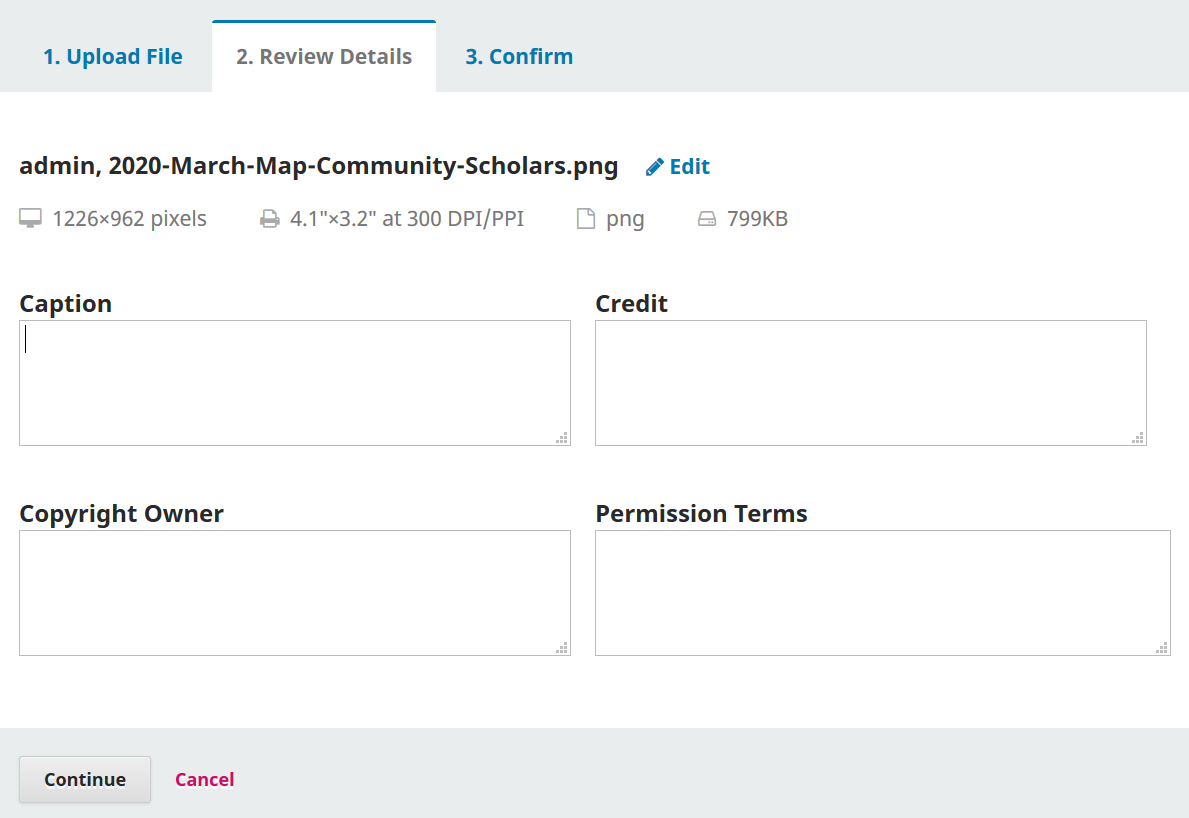 1. Upload File
2. Review Details
3. Confirm
admin, 2020-March-Map-Community-Scholars.png Edit
1226×962 pixels 4.1"×3.2" at 300 DPI/PPI png 799KB
Caption Credit
Copyright Owner Permission Terms
Continue Cancel